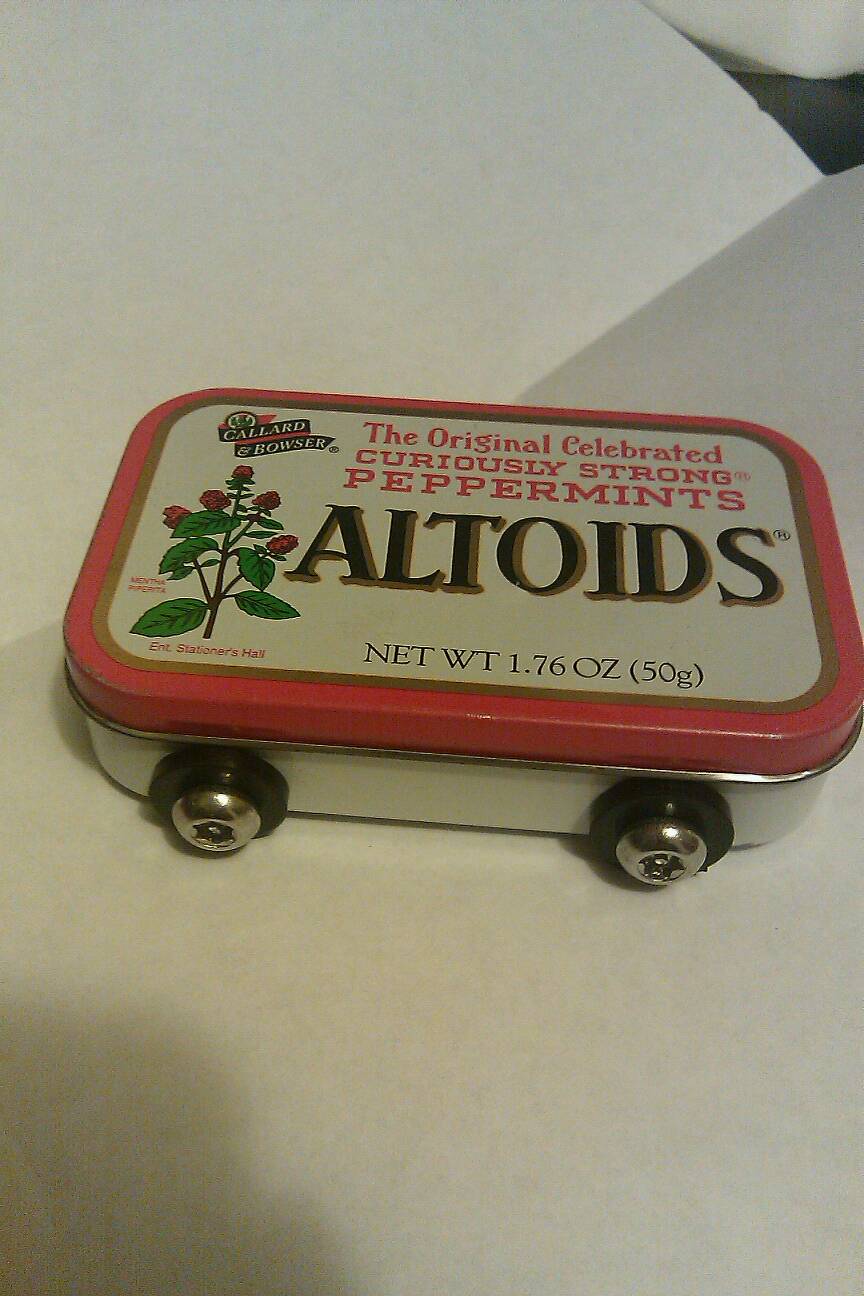 CALLARD
& BOWSER®
The Original Celebrated
CURIOUSLY STRONG®
PEPPERMINTS
ALTOIDS®
MENTHA
PIPERITA
Ent. Stationer's Hall
NET WT 1.76 OZ (50g)